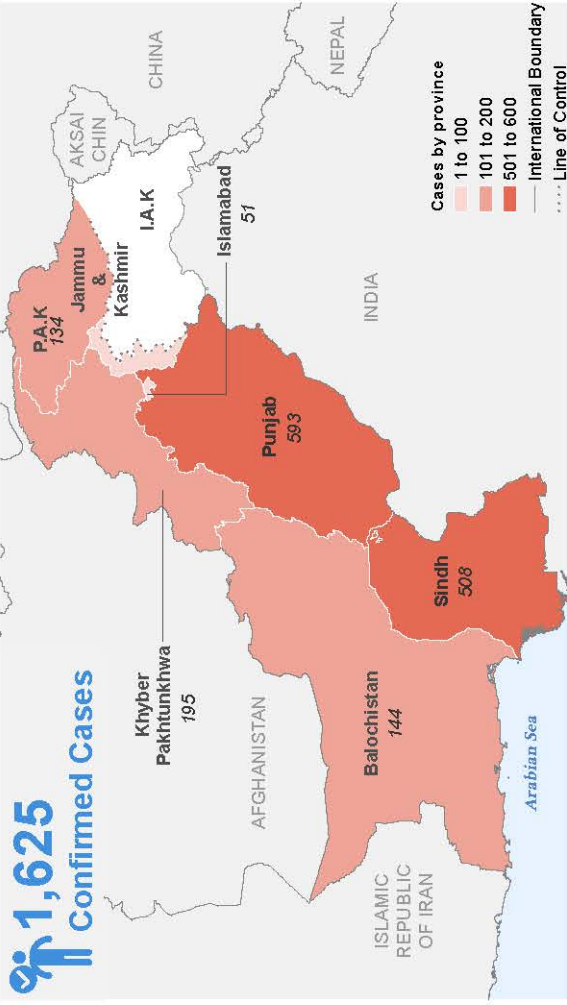 1,625
Confirmed Cases
CHINA
AKSAI
CHIN
NEPAL
P.A.K
134
Jammu
&
Kashmir
I.A.K
Islamabad
51
Khyber
Pakhtunkhwa
195
Punjab
593
INDIA
AFGHANISTAN
Balochistan
144
Sindh
508
ISLAMIC
REPUBLIC
OF IRAN
Arabian Sea
Cases by province
1 to 100
101 to 200
501 to 600
International Boundary
Line of Control